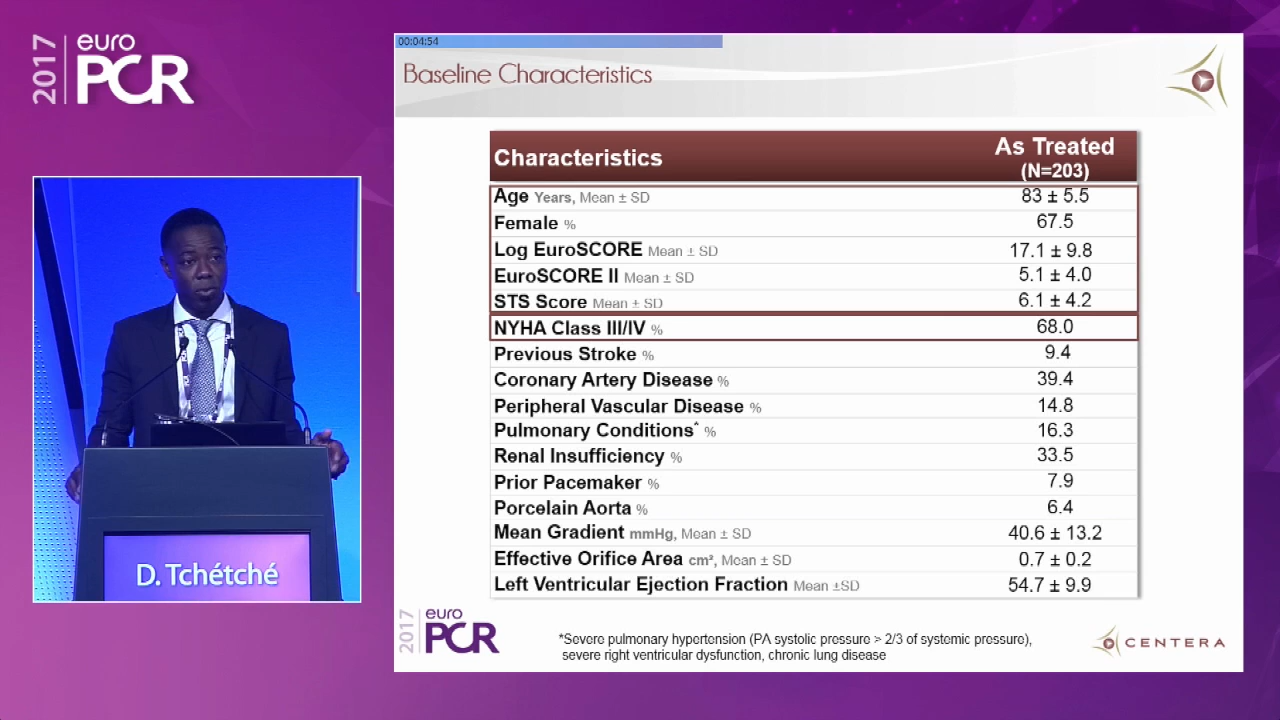 2017 euro PCR
D. Tchétché
00:04:54
Baseline Characteristics
Characteristics As Treated (N=203)
Age Years, Mean ± SD 83 ± 5.5
Female % 67.5
Log EuroSCORE Mean ± SD 17.1 ± 9.8
EuroSCORE II Mean ± SD 5.1 ± 4.0
STS Score Mean ± SD 6.1 ± 4.2
NYHA Class III/IV % 68.0
Previous Stroke % 9.4
Coronary Artery Disease % 39.4
Peripheral Vascular Disease % 14.8
Pulmonary Conditions* % 16.3
Renal Insufficiency % 33.5
Prior Pacemaker % 7.9
Porcelain Aorta % 6.4
Mean Gradient mmHg, Mean ± SD 40.6 ± 13.2
Effective Orifice Area cm², Mean ± SD 0.7 ± 0.2
Left Ventricular Ejection Fraction Mean ±SD 54.7 ± 9.9
2017 euro PCR
*Severe pulmonary hypertension (PA systolic pressure > 2/3 of systemic pressure),
severe right ventricular dysfunction, chronic lung disease
CENTERA